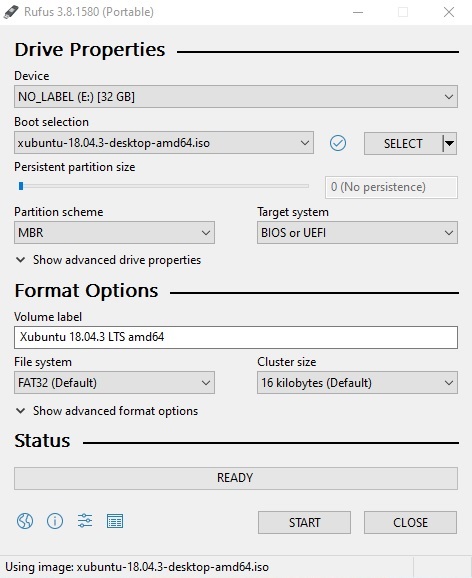 Rufus 3.8.1580 (Portable)
Drive Properties
Device
NO_LABEL (E:) [32 GB]
Boot selection
xubuntu-18.04.3-desktop-amd64.iso
SELECT
Persistent partition size
0 (No persistence)
Partition scheme
Target system
MBR
BIOS or UEFI
Show advanced drive properties
Format Options
Volume label
Xubuntu 18.04.3 LTS amd64
File system
Cluster size
FAT32 (Default)
16 kilobytes (Default)
Show advanced format options
Status
READY
START
CLOSE
Using image: xubuntu-18.04.3-desktop-amd64.iso